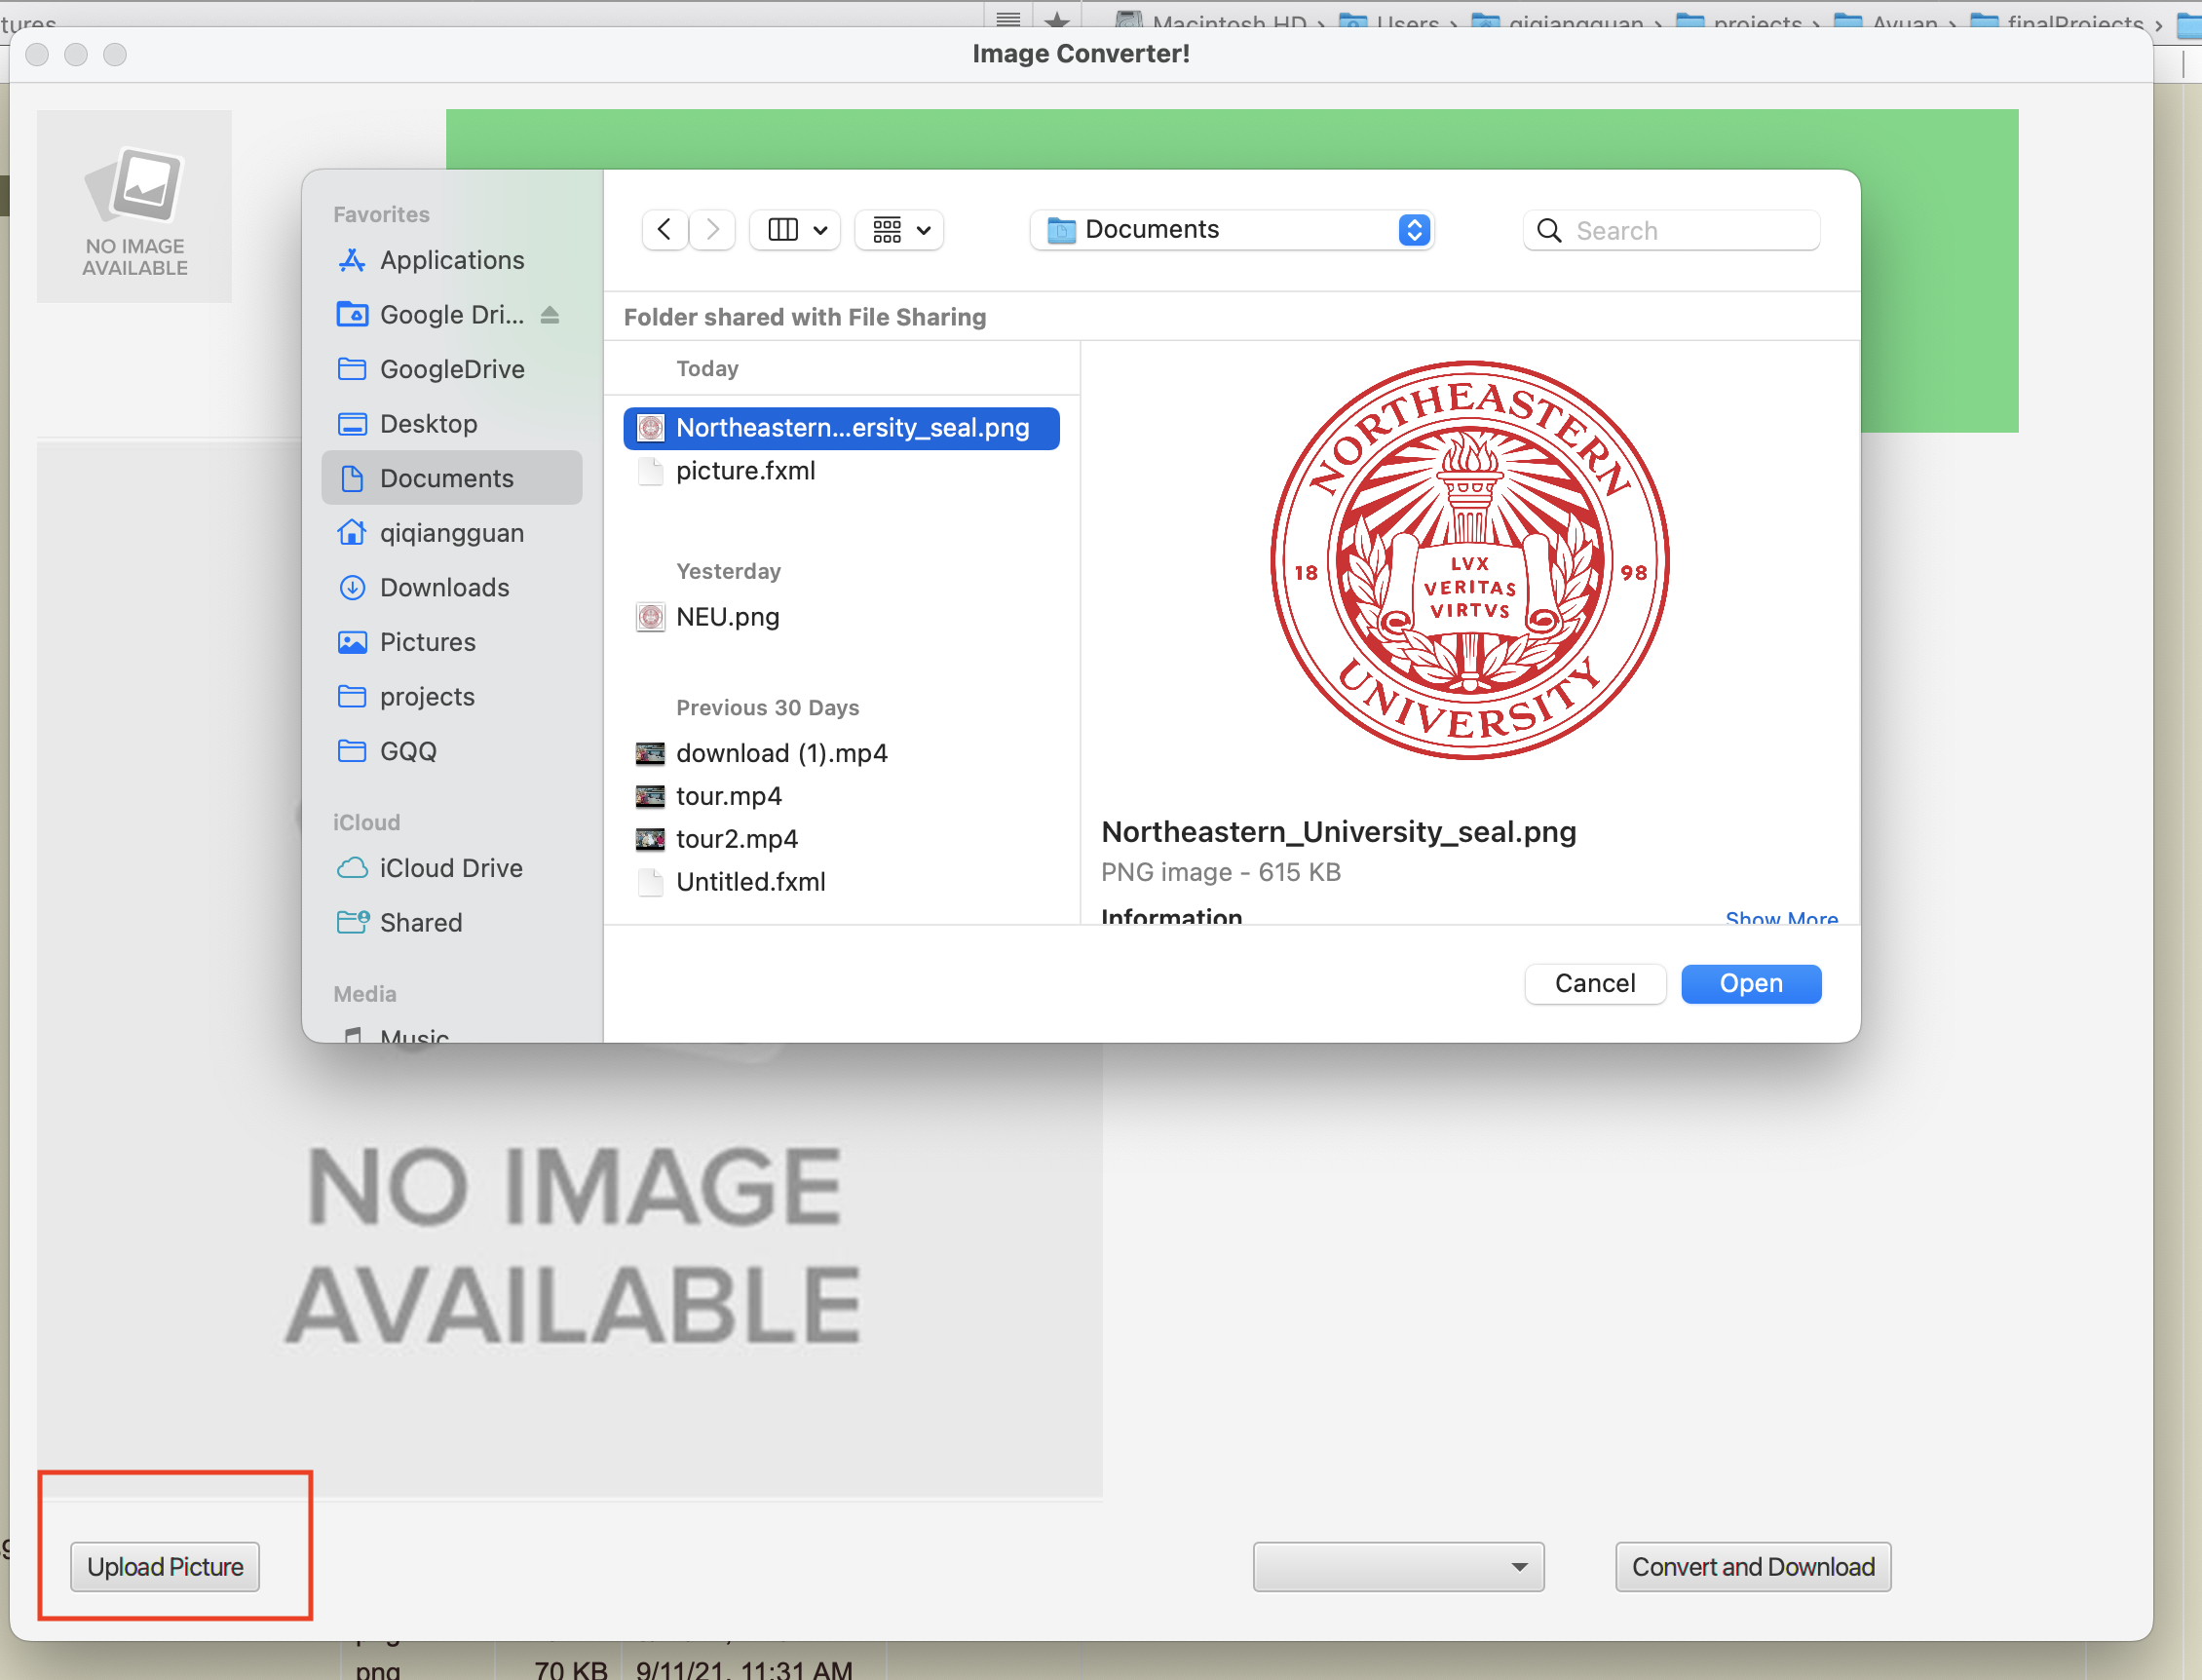 tures
Macintosh HD › Users › qiqiangguan › projects › Ayuan › finalProjects ›
Image Converter!
NO IMAGE
AVAILABLE
Favorites
Applications
Google Dri...
GoogleDrive
Desktop
Documents
qiqiangguan
Downloads
Pictures
projects
GQQ
iCloud
iCloud Drive
Shared
Media
Music
Documents
Search
Folder shared with File Sharing
Today
Northeastern...ersity_seal.png
picture.fxml
Yesterday
NEU.png
Previous 30 Days
download (1).mp4
tour.mp4
tour2.mp4
Untitled.fxml
NORTHEASTERN
18 98
LVX
VERITAS
VIRTVS
UNIVERSITY
Northeastern_University_seal.png
PNG image - 615 KB
Information Show More
Cancel Open
NO IMAGE
AVAILABLE
Upload Picture
Convert and Download
png 70 KB 9/11/21, 11:31 AM